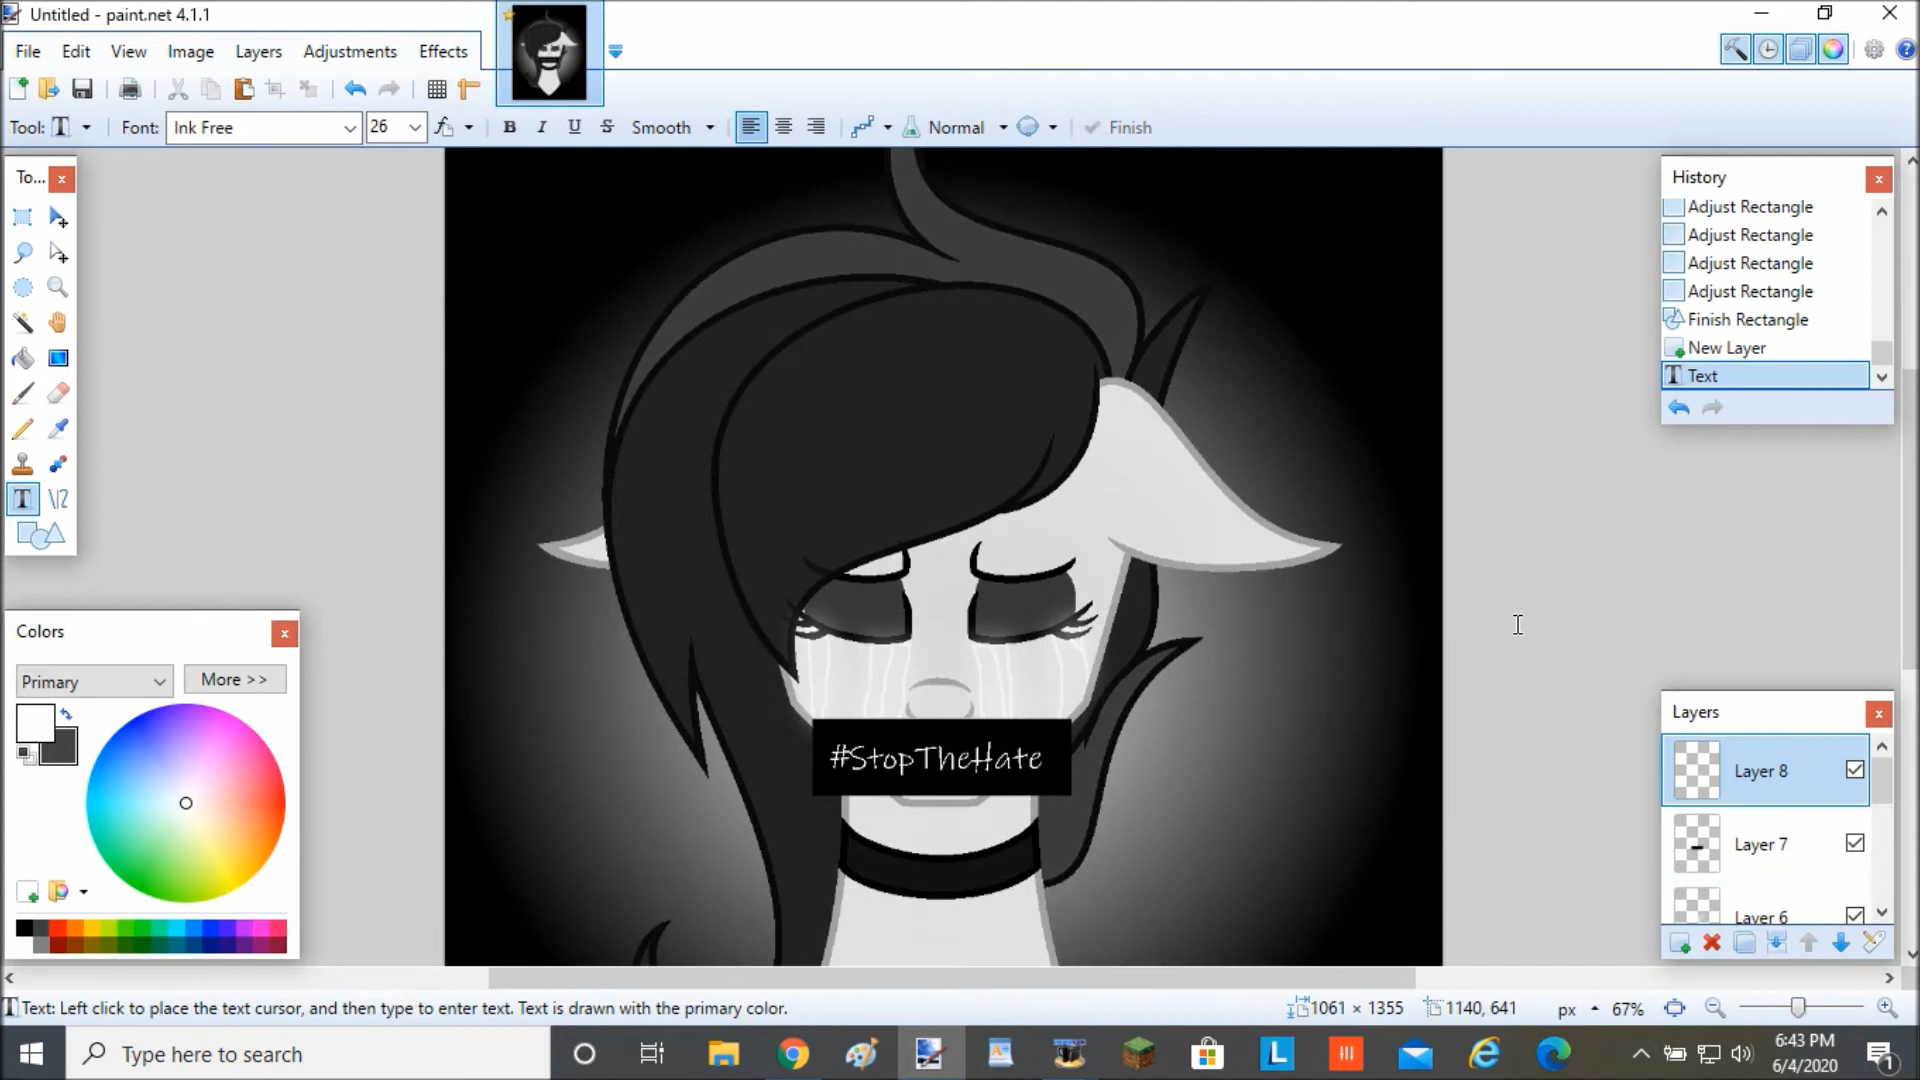 Untitled - paint.net 4.1.1
File Edit View Image Layers Adjustments Effects
Tool: T Font: Ink Free 26 B I U S Smooth Normal Finish
To...
History
Adjust Rectangle
Adjust Rectangle
Adjust Rectangle
Adjust Rectangle
Finish Rectangle
New Layer
T Text
Colors
Primary
More >>
#StopTheHate
Layers
Layer 8
Layer 7
Layer 6
Text: Left click to place the text cursor, and then type to enter text. Text is drawn with the primary color.
1061 × 1355 1140, 641 px 67%
Type here to search
6:43 PM
6/4/2020
1